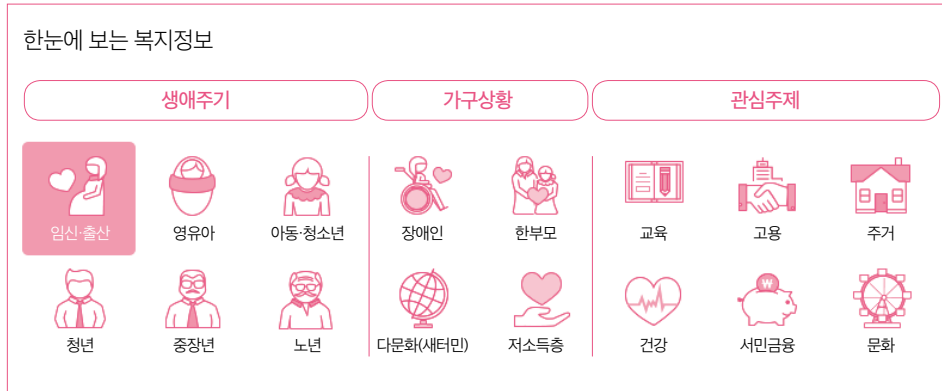 한눈에 보는 복지정보
생애주기 가구상황 관심주제
임신·출산 영유아 아동·청소년 장애인 한부모 교육 고용 주거
청년 중장년 노년 다문화(새터민) 저소득층 건강 서민금융 문화